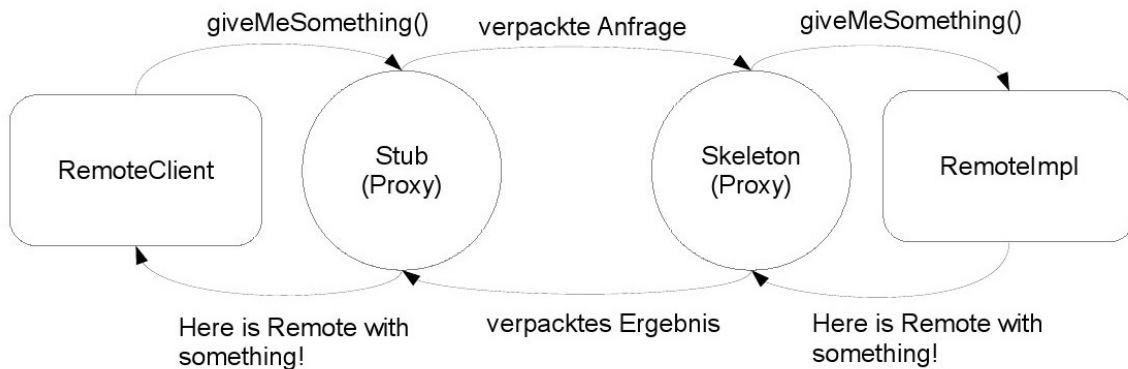 giveMeSomething()
verpackte Anfrage
giveMeSomething()
RemoteClient
Stub
(Proxy)
Skeleton
(Proxy)
RemoteImpl
Here is Remote with
something!
verpacktes Ergebnis
Here is Remote with
something!